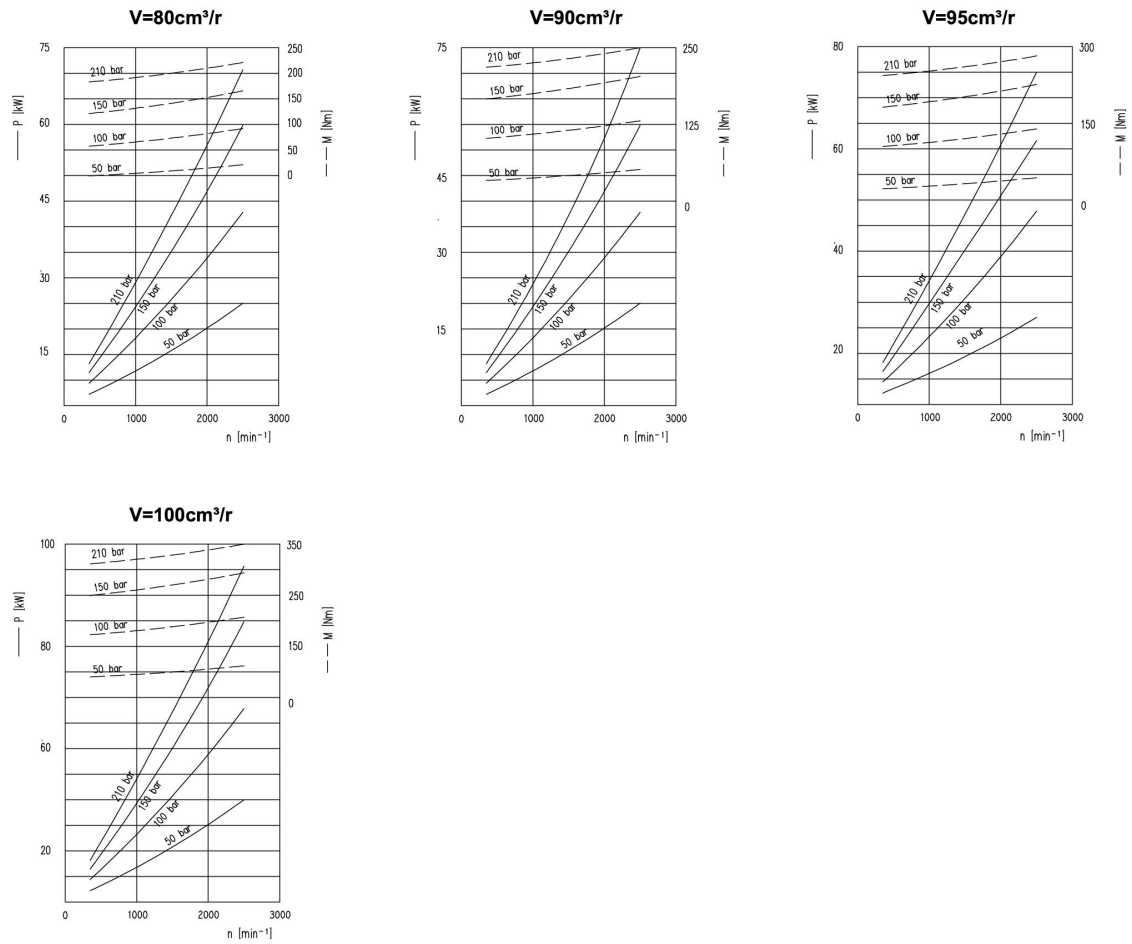 V=80cm³/r
75
60
45
30
15
P [kW]
250
200
150
100
50
0
M [Nm]
210 bar
150 bar
100 bar
50 bar
210 bar
150 bar
100 bar
50 bar
0 1000 2000 3000
n [min⁻¹]
V=90cm³/r
75
60
45
30
15
P [kW]
250
125
0
M [Nm]
210 bar
150 bar
100 bar
50 bar
210 bar
150 bar
100 bar
50 bar
0 1000 2000 3000
n [min⁻¹]
V=95cm³/r
80
60
40
20
P [kW]
300
150
0
M [Nm]
210 bar
150 bar
100 bar
50 bar
210 bar
150 bar
100 bar
50 bar
0 1000 2000 3000
n [min⁻¹]
V=100cm³/r
100
80
60
20
P [kW]
350
250
150
0
M [Nm]
210 bar
150 bar
100 bar
50 bar
210 bar
150 bar
100 bar
50 bar
0 1000 2000 3000
n [min⁻¹]